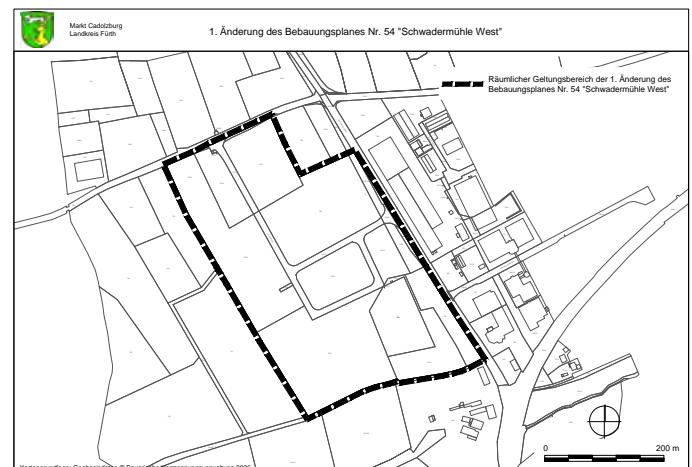 Markt Cadolzburg
Landkreis Fürth
1. Änderung des Bebauungsplanes Nr. 54 "Schwadermühle West"
Räumlicher Geltungsbereich der 1. Änderung des
Bebauungsplanes Nr. 54 "Schwadermühle West"
0 200 m